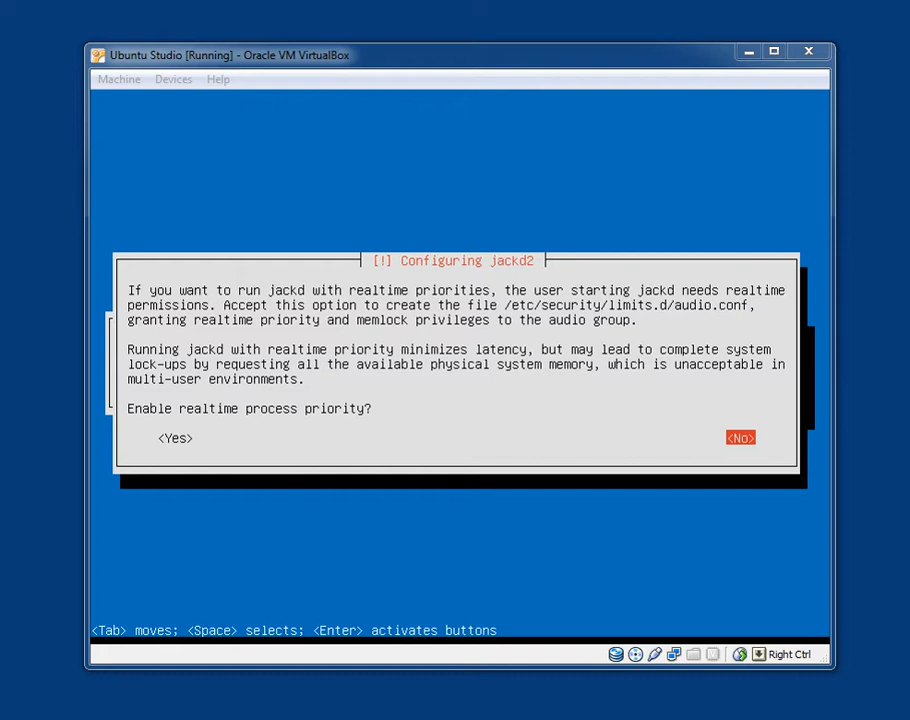 Ubuntu Studio [Running] - Oracle VM VirtualBox
Machine Devices Help
[!] Configuring jackd2
If you want to run jackd with realtime priorities, the user starting jackd needs realtime
permissions. Accept this option to create the file /etc/security/limits.d/audio.conf,
granting realtime priority and memlock privileges to the audio group.
Running jackd with realtime priority minimizes latency, but may lead to complete system
lock-ups by requesting all the available physical system memory, which is unacceptable in
multi-user environments.
Enable realtime process priority?
<Yes> <No>
<Tab> moves; <Space> selects; <Enter> activates buttons
Right Ctrl